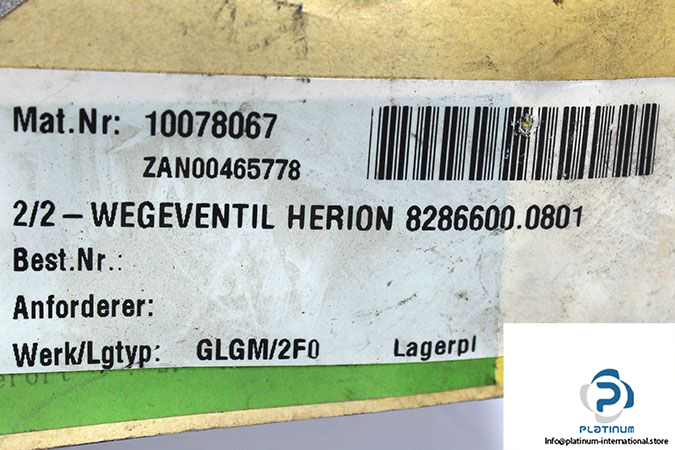 Mat.Nr: 10078067
ZAN00465778
2/2-WEGEVENTIL HERION 8286600.0801
Best.Nr.:
Anforderer:
Werk/Lgtyp: GLGM/2F0 Lagerpl
PLATINUM
Info@platinum-international.store